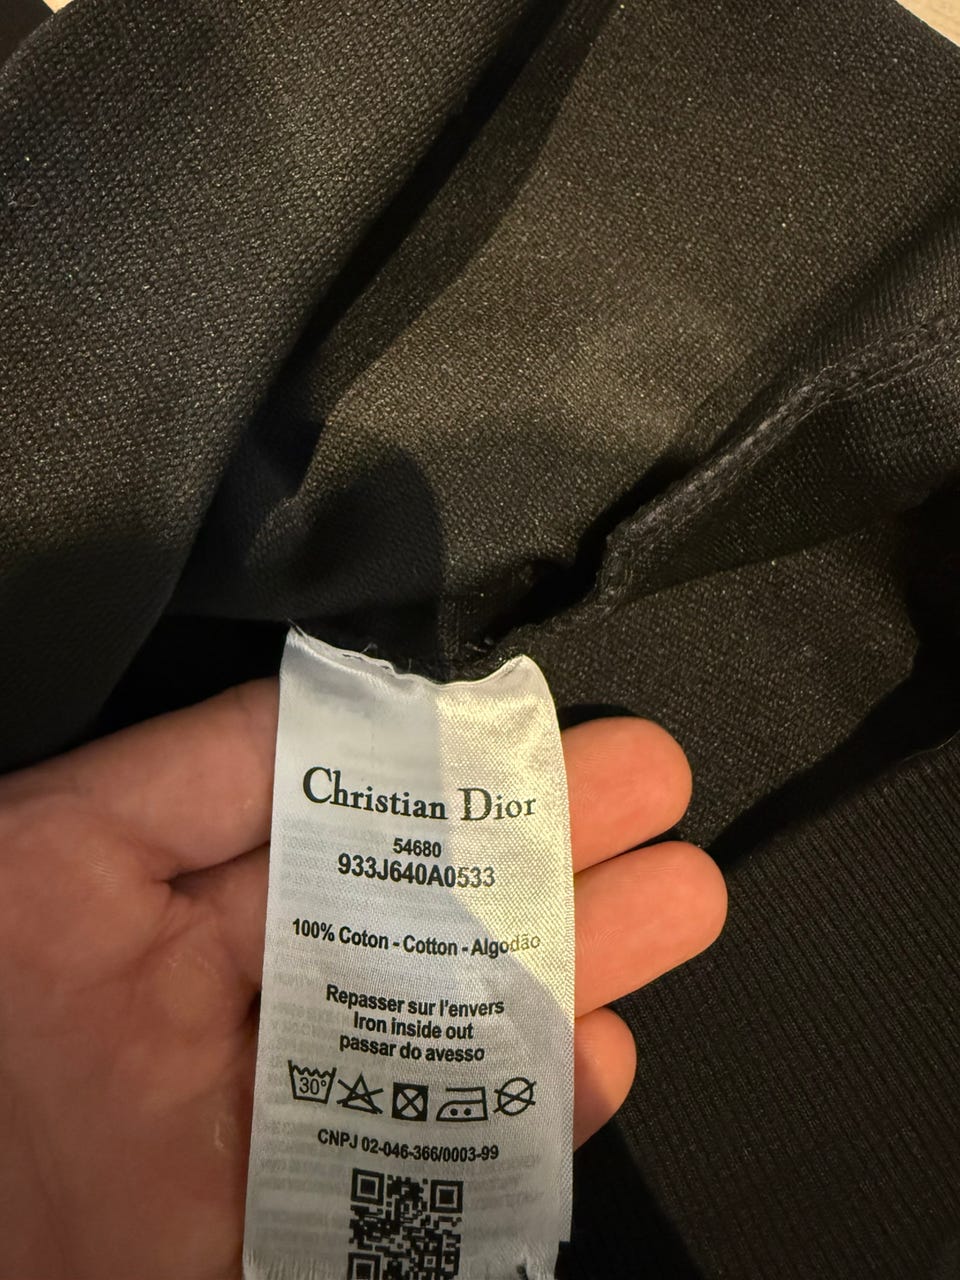 Christian Dior
54680
933J640A0533
100% Coton - Cotton - Algodão
Repasser sur l'envers
Iron inside out
passar do avesso
30°
CNPJ 02-046-366/0003-99